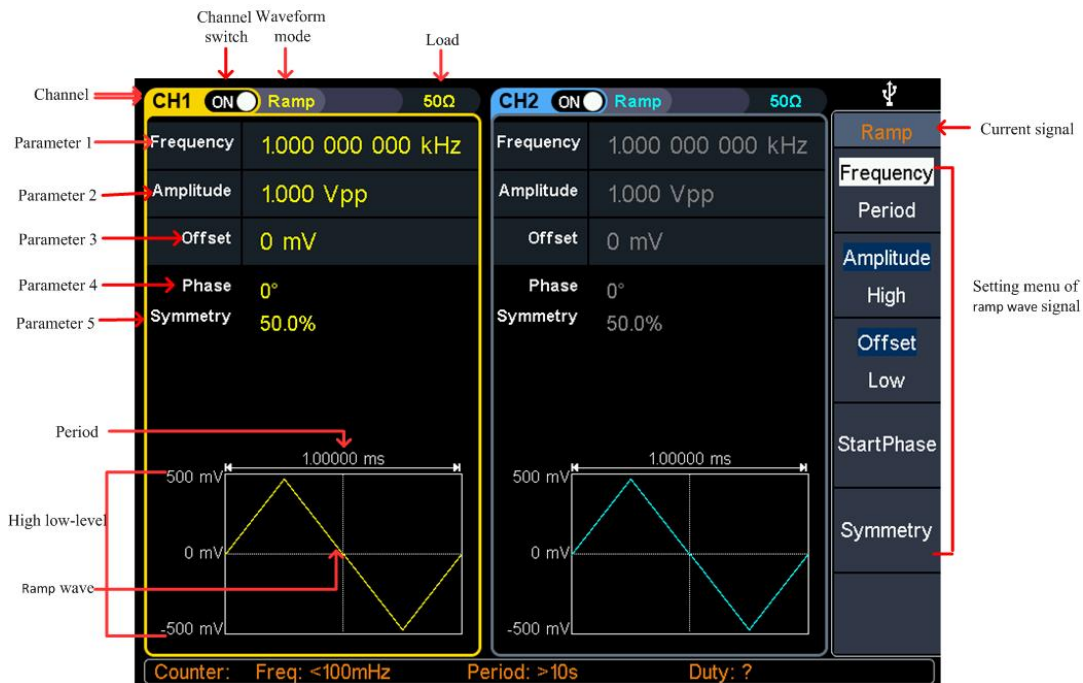 Channel Waveform
switch mode
Load
Channel
CH1 ON Ramp 50Ω
CH2 ON Ramp 50Ω
Ramp
Current signal
Parameter 1
Frequency 1.000 000 000 kHz
Frequency 1.000 000 000 kHz
Frequency
Period
Parameter 2
Amplitude 1.000 Vpp
Amplitude 1.000 Vpp
Amplitude
High
Parameter 3
Offset 0 mV
Offset 0 mV
Offset
Low
Parameter 4
Phase 0°
Phase 0°
Setting menu of
ramp wave signal
Parameter 5
Symmetry 50.0%
Symmetry 50.0%
StartPhase
Symmetry
Period
1.00000 ms
1.00000 ms
500 mV
500 mV
High low-level
0 mV
0 mV
Ramp wave
-500 mV
-500 mV
Counter: Freq: <100mHz Period: >10s Duty: ?